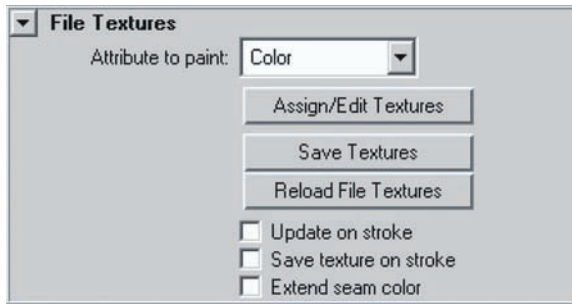 File Textures
Attribute to paint: Color
Assign/Edit Textures
Save Textures
Reload File Textures
Update on stroke
Save texture on stroke
Extend seam color